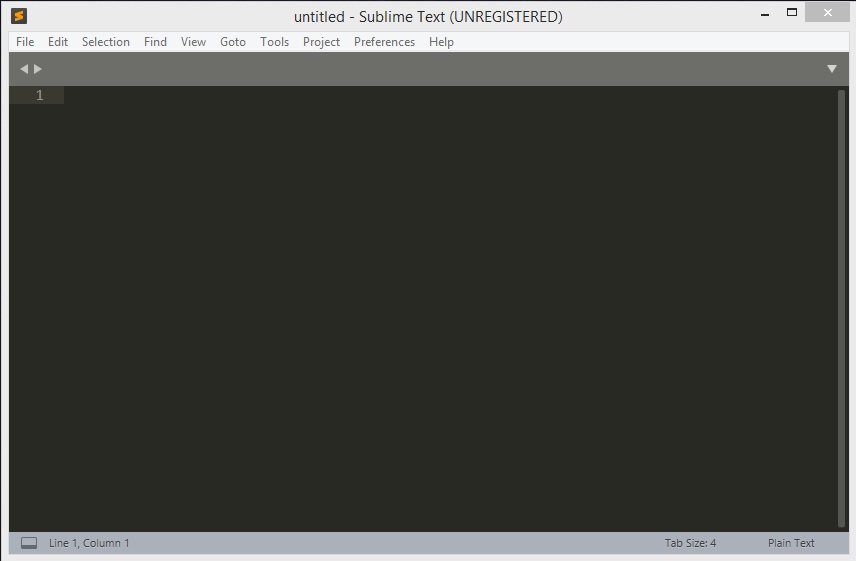 untitled - Sublime Text (UNREGISTERED)
File Edit Selection Find View Goto Tools Project Preferences Help
1
Line 1, Column 1 Tab Size: 4 Plain Text